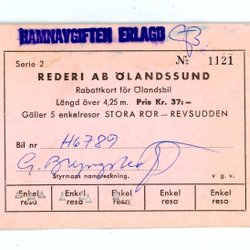 HAMNAVGIFTEN ERLAGD
Serie 2
№ 1121
REDERI AB ÖLANDSSUND
Rabattkort för Ölandsbil
Längd över 4,25 m. Pris Kr. 37:—
Gäller 5 enkelresor STORA RÖR — REVSUDDEN
Bil nr H6789
G.
Styrmans namnteckning. v. g. v.
Enkel resa Enkel resa Enkel resa Enkel resa Enkel resa